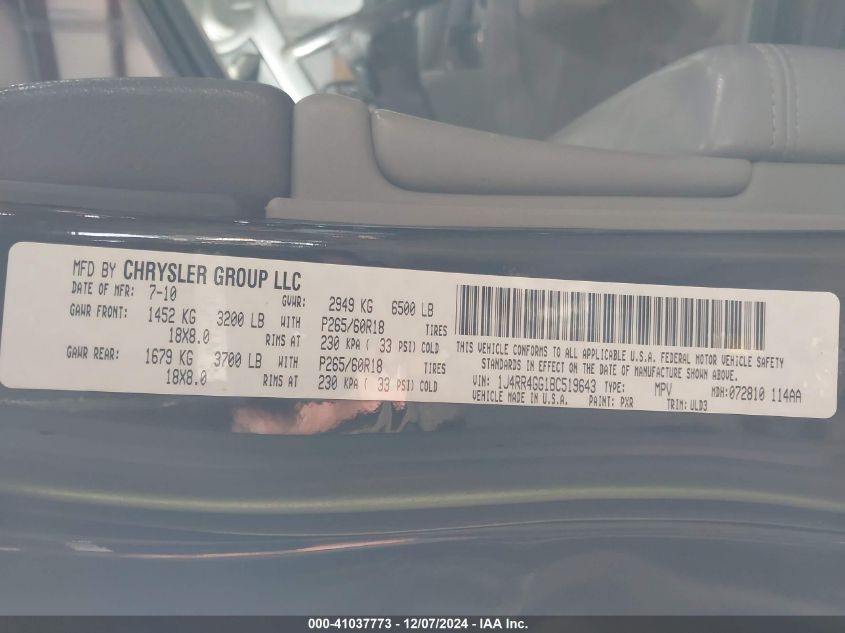 MFD BY CHRYSLER GROUP LLC
DATE OF MFR: 7-10 GVWR: 2949 KG 6500 LB
GAWR FRONT: 1452 KG 3200 LB WITH P265/60R18 TIRES
18X8.0 RIMS AT 230 KPA ( 33 PSI) COLD
GAWR REAR: 1679 KG 3700 LB WITH P265/60R18 TIRES
18X8.0 RIMS AT 230 KPA ( 33 PSI) COLD
THIS VEHICLE CONFORMS TO ALL APPLICABLE U.S.A. FEDERAL MOTOR VEHICLE SAFETY
STANDARDS IN EFFECT ON THE DATE OF MANUFACTURE SHOWN ABOVE.
VIN: 1J4RR4GG1BC519643 TYPE: MPV MDH:072810 114AA
VEHICLE MADE IN U.S.A. PAINT: PXR TRIM: ULD3
000-41037773 - 12/07/2024 - IAA Inc.